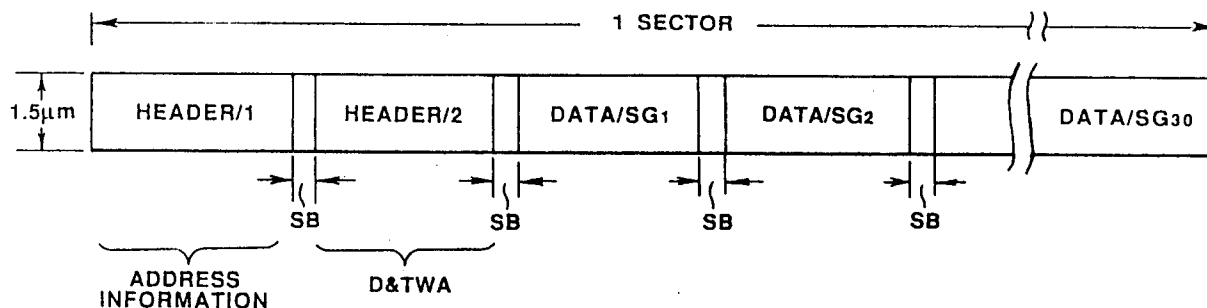 1 SECTOR
1.5μm
HEADER/1
HEADER/2
DATA/SG1
DATA/SG2
DATA/SG30
SB
SB
SB
SB
ADDRESS
INFORMATION
D&TWA